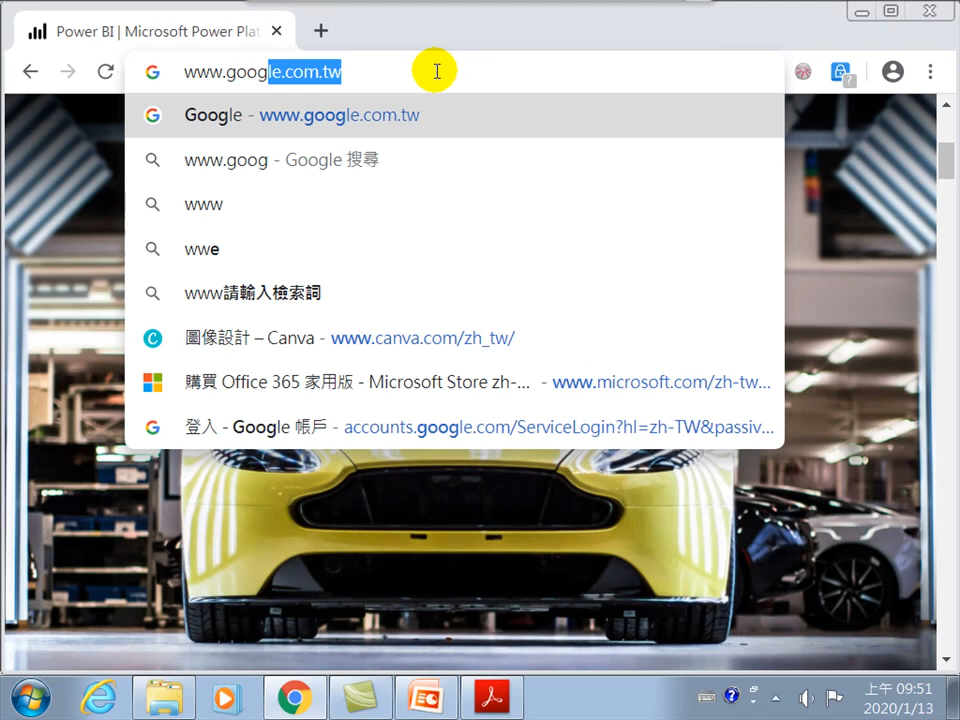 Power BI | Microsoft Power Plat
www.google.com.tw
Google - www.google.com.tw
www.goog - Google 搜尋
www
wwe
www請輸入檢索詞
圖像設計 – Canva - www.canva.com/zh_tw/
購買 Office 365 家用版 - Microsoft Store zh-... - www.microsoft.com/zh-tw...
登入 - Google 帳戶 - accounts.google.com/ServiceLogin?hl=zh-TW&passiv...
上午 09:51
2020/1/13